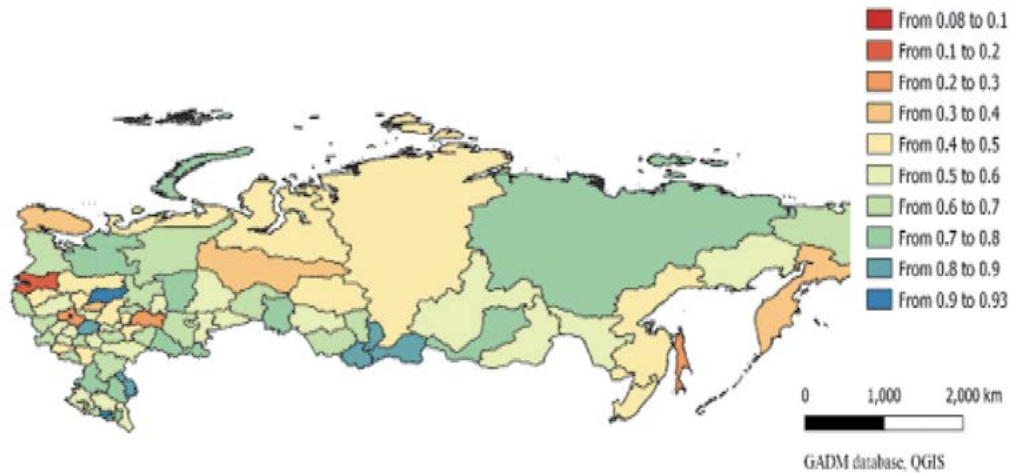 From 0.08 to 0.1
From 0.1 to 0.2
From 0.2 to 0.3
From 0.3 to 0.4
From 0.4 to 0.5
From 0.5 to 0.6
From 0.6 to 0.7
From 0.7 to 0.8
From 0.8 to 0.9
From 0.9 to 0.93
0 1,000 2,000 km
GADM database, QGIS